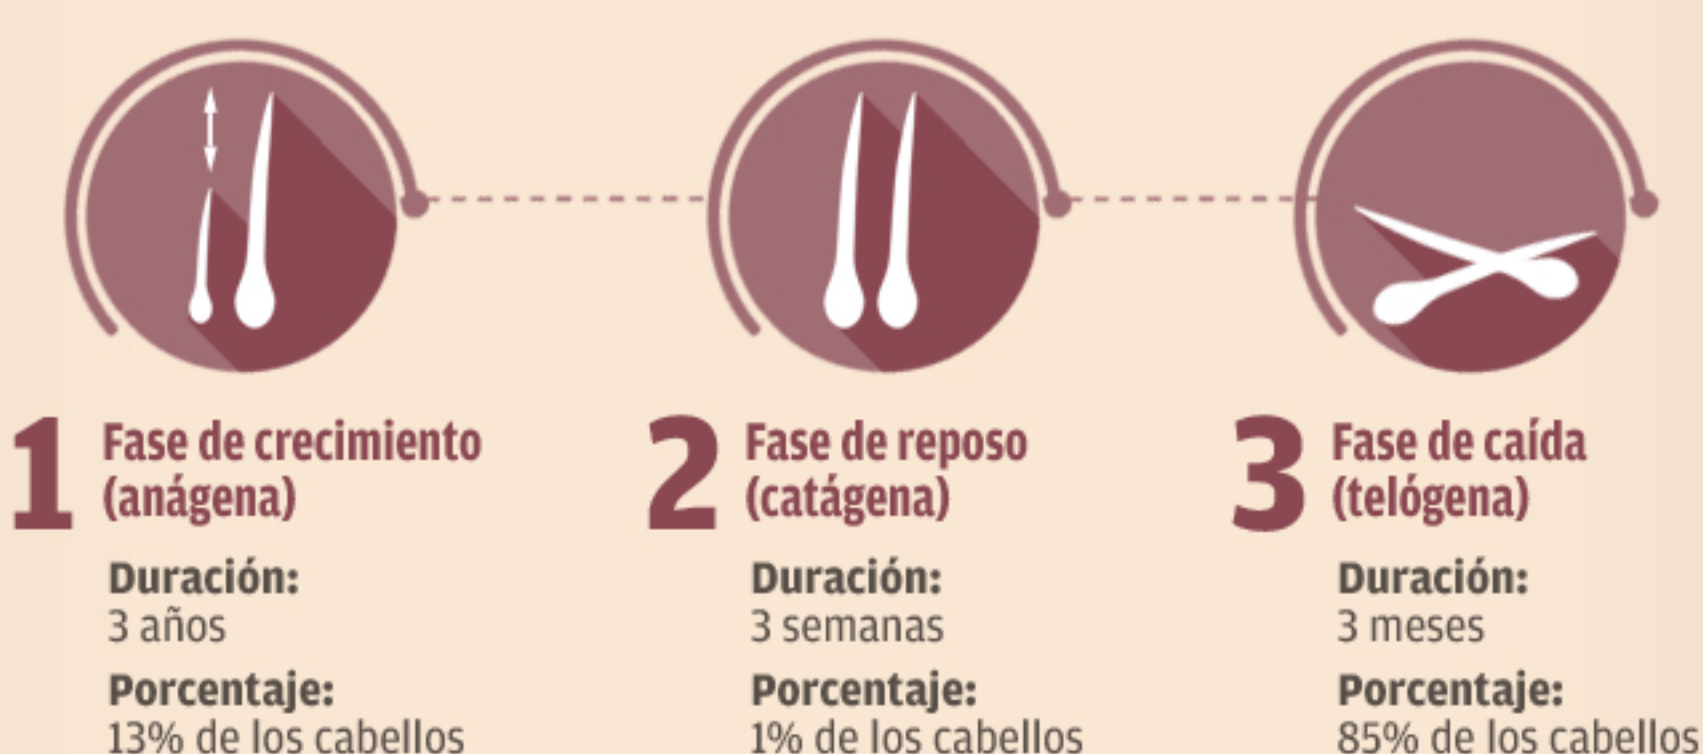 1 Fase de crecimiento
(anágena)
Duración:
3 años
Porcentaje:
13% de los cabellos
2 Fase de reposo
(catágena)
Duración:
3 semanas
Porcentaje:
1% de los cabellos
3 Fase de caída
(telógena)
Duración:
3 meses
Porcentaje:
85% de los cabellos